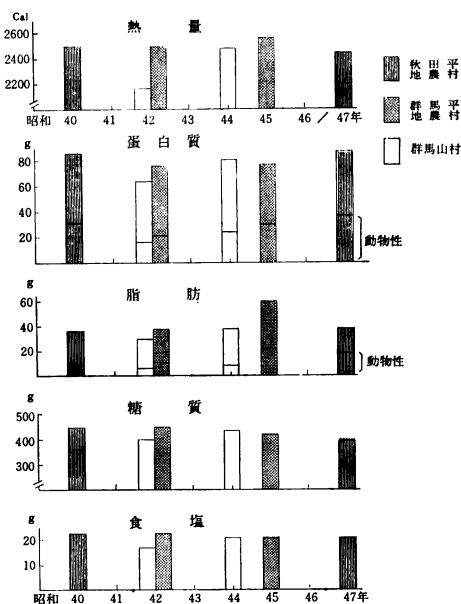 Cal
熱 量
2600
2400
2200
昭和 40 41 42 43 44 45 46 / 47年
秋田平
地農村
群馬平
地農村
群馬山村
g
蛋白質
80
60
40
20
動物性
g
脂 肪
60
40
20
動物性
g
糖 質
500
400
300
g
食 塩
20
10
昭和 40 41 42 43 44 45 46 47年